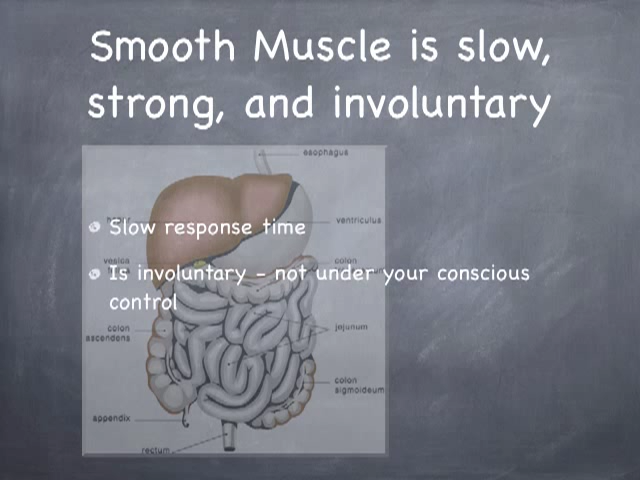 Smooth Muscle is slow,
strong, and involuntary
esophagus
ventriculus
Slow response time
vesica
colon
Is involuntary - not under your conscious
control
colon
ascendens
jejunum
colon
sigmoideum
appendix
rectum